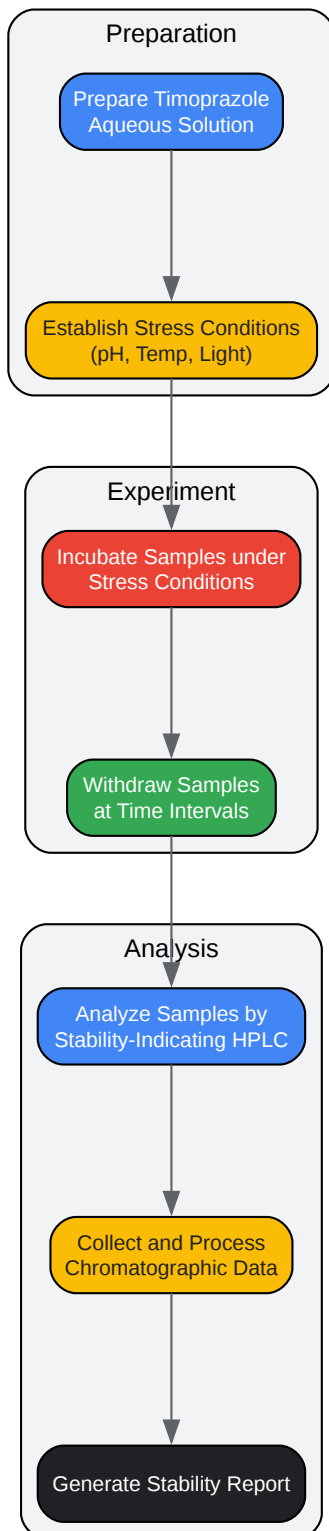 Preparation
Prepare Timoprazole
Aqueous Solution
Establish Stress Conditions
(pH, Temp, Light)
Experiment
Incubate Samples under
Stress Conditions
Withdraw Samples
at Time Intervals
Analysis
Analyze Samples by
Stability-Indicating HPLC
Collect and Process
Chromatographic Data
Generate Stability Report